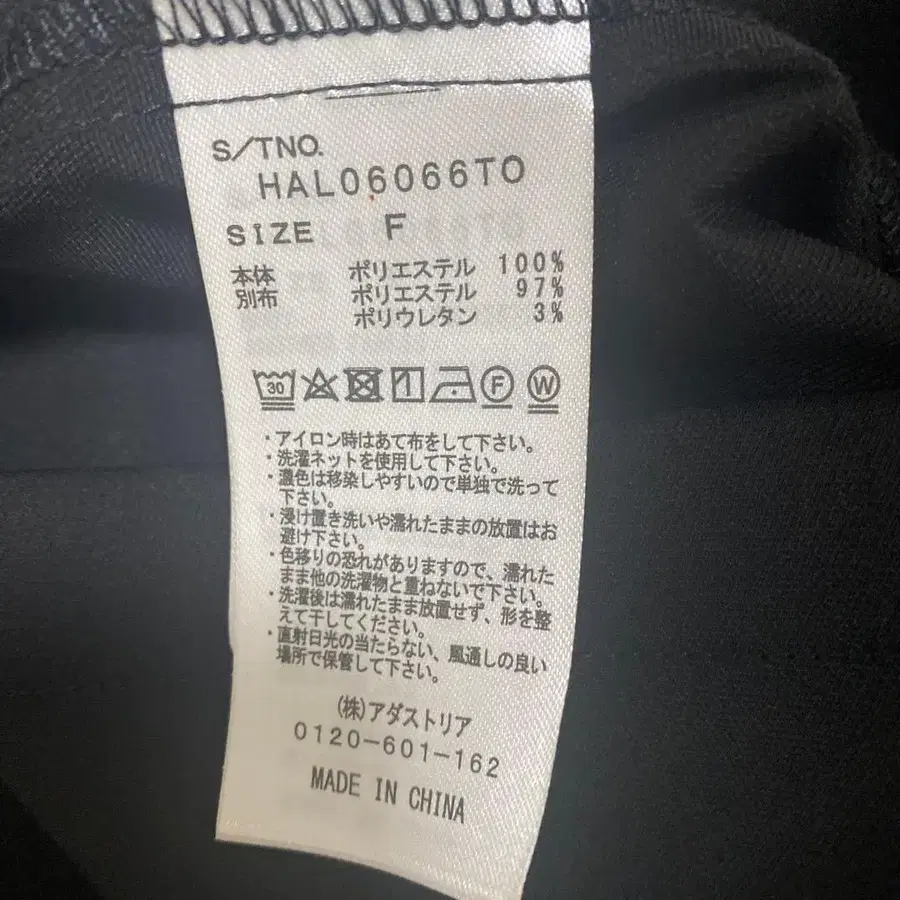 S/TNO.
HAL06066TO
SIZE F
本体 ポリエステル 100%
別布 ポリエステル 97%
ポリウレタン 3%
30 F W
・アイロン時はあて布をして下さい。
・洗濯ネットを使用して下さい。
・濃色は移染しやすいので単独で洗って
下さい。
・浸け置き洗いや濡れたままの放置はお
避け下さい。
・色移りの恐れがありますので、濡れた
まま他の洗濯物と重ねないで下さい。
・洗濯後は濡れたまま放置せず、形を整
えて干してください。
・直射日光の当たらない、風通しの良い
場所で保管して下さい。
(株)アダストリア
0120-601-162
MADE IN CHINA